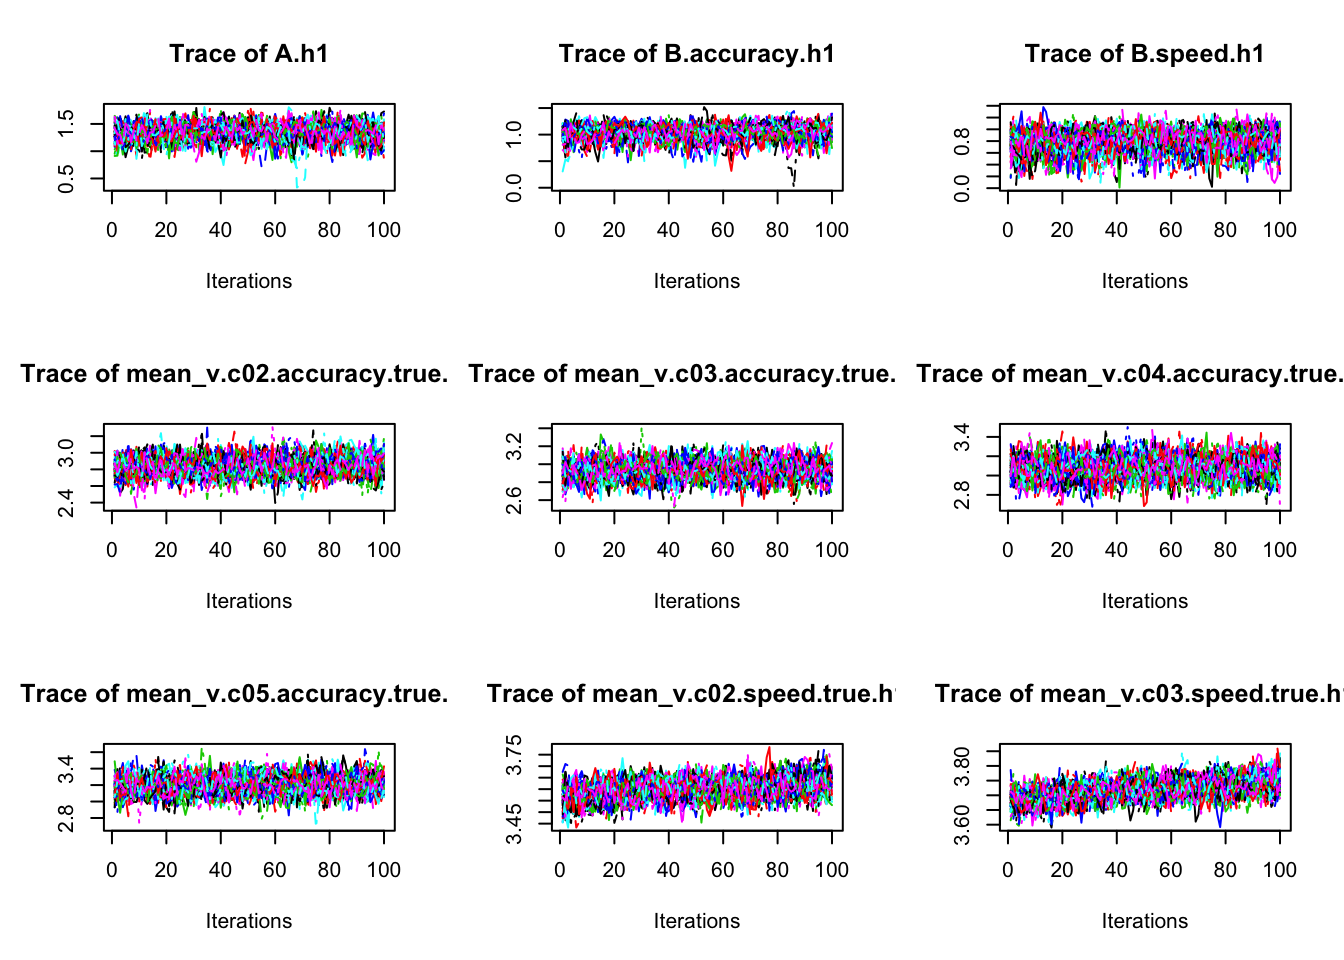 Trace of A.h1
1.5
0.5
0 20 40 60 80 100
Iterations
Trace of B.accuracy.h1
1.0
0.0
0 20 40 60 80 100
Iterations
Trace of B.speed.h1
0.8
0.0
0 20 40 60 80 100
Iterations
Trace of mean_v.c02.accuracy.true.
3.0
2.4
0 20 40 60 80 100
Iterations
Trace of mean_v.c03.accuracy.true.
3.2
2.6
0 20 40 60 80 100
Iterations
Trace of mean_v.c04.accuracy.true.
3.4
2.8
0 20 40 60 80 100
Iterations
Trace of mean_v.c05.accuracy.true.
3.4
2.8
0 20 40 60 80 100
Iterations
Trace of mean_v.c02.speed.true.h
3.75
3.45
0 20 40 60 80 100
Iterations
Trace of mean_v.c03.speed.true.h
3.80
3.60
0 20 40 60 80 100
Iterations